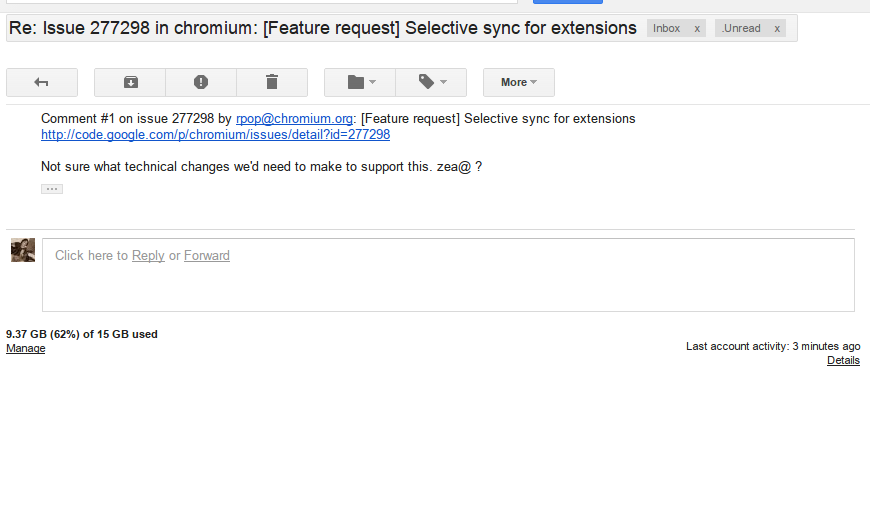 Re: Issue 277298 in chromium: [Feature request] Selective sync for extensions Inbox x .Unread x
More
Comment #1 on issue 277298 by rpop@chromium.org: [Feature request] Selective sync for extensions
http://code.google.com/p/chromium/issues/detail?id=277298
Not sure what technical changes we'd need to make to support this. zea@ ?
...
Click here to Reply or Forward
9.37 GB (62%) of 15 GB used
Manage
Last account activity: 3 minutes ago
Details